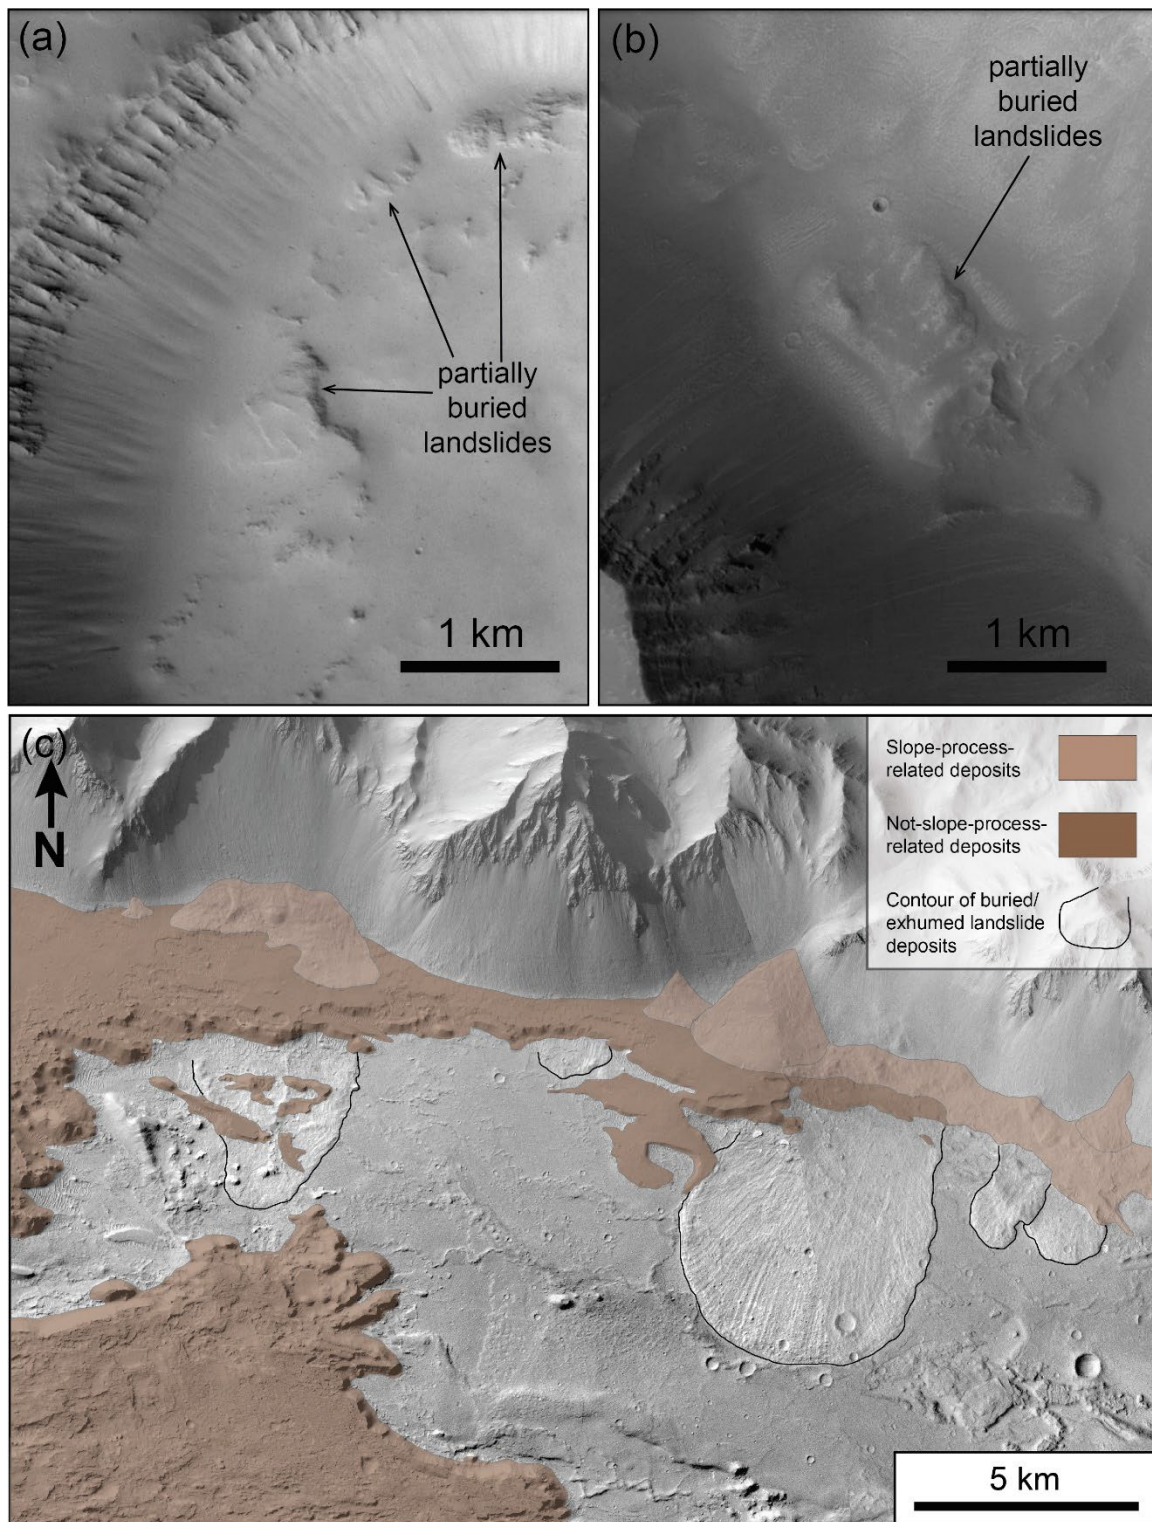 (a)
partially
buried
landslides
1 km
(b)
partially
buried
landslides
1 km
(c)
N
Slope-process-
related deposits
Not-slope-process-
related deposits
Contour of buried/
exhumed landslide
deposits
5 km